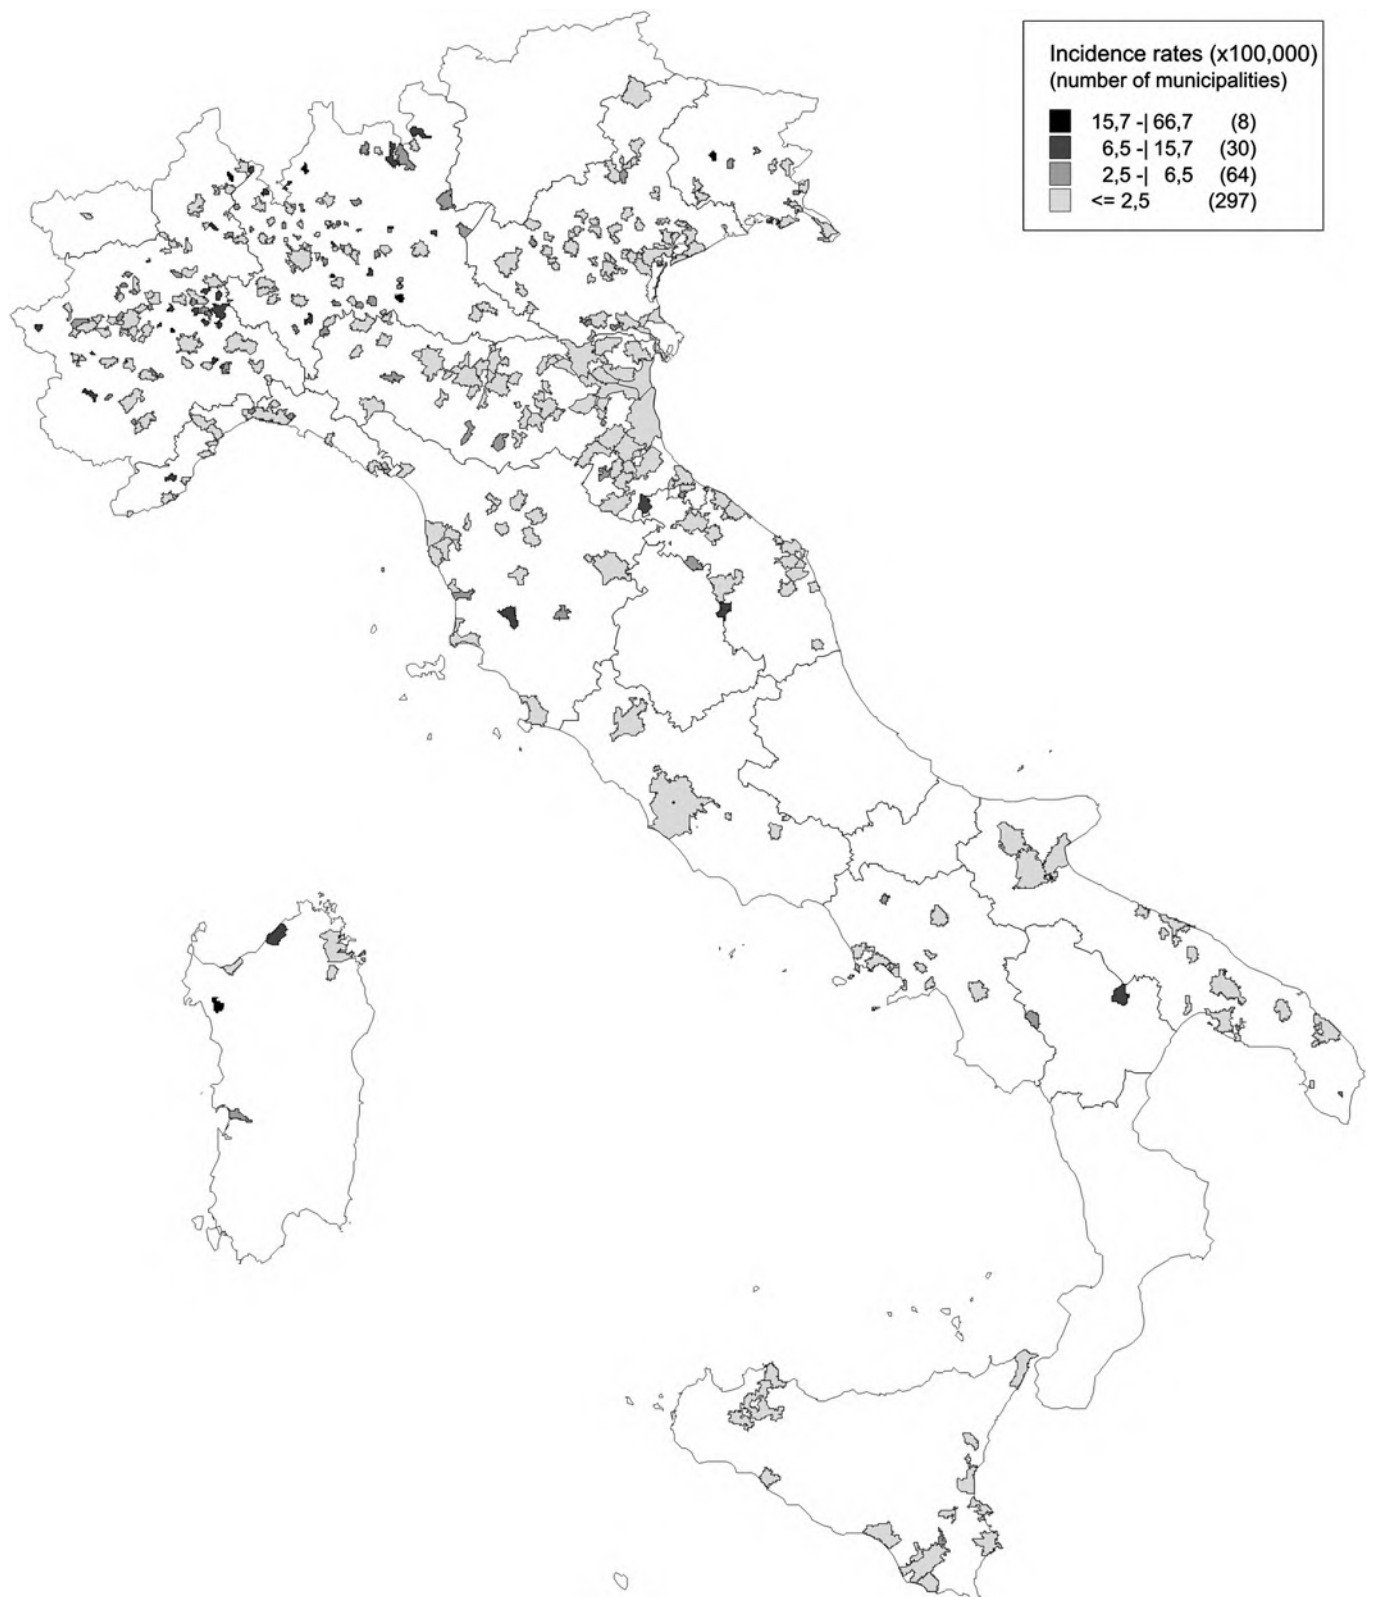 Incidence rates (x100,000)
(number of municipalities)
15,7 -| 66,7 (8)
6,5 -| 15,7 (30)
2,5 -| 6,5 (64)
<= 2,5 (297)